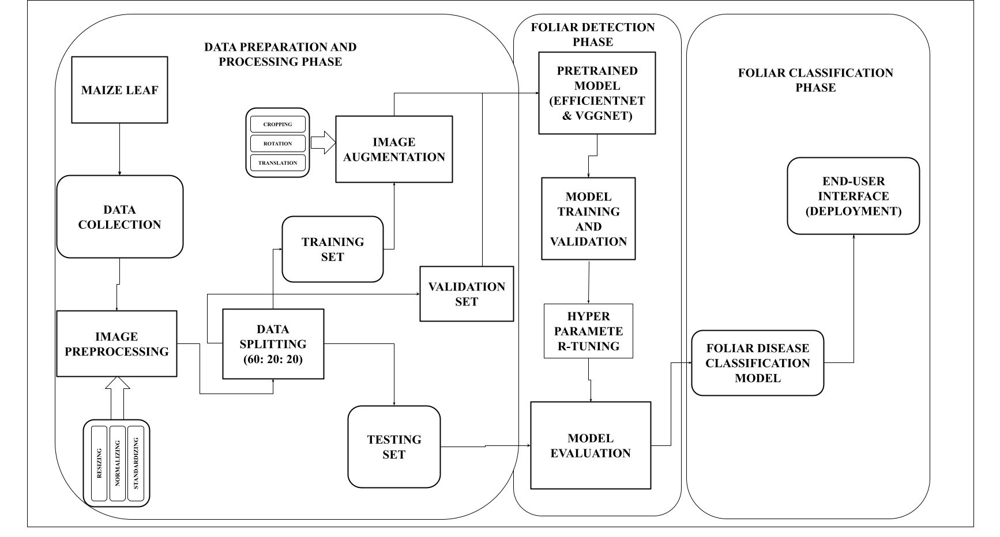 DATA PREPARATION AND
PROCESSING PHASE
MAIZE LEAF
DATA
COLLECTION
IMAGE
PREPROCESSING
RESIZING
NORMALIZING
STANDARDIZING
DATA
SPLITTING
(60: 20: 20)
TRAINING
SET
CROPPING
ROTATION
TRANSLATION
IMAGE
AUGMENTATION
VALIDATION
SET
TESTING
SET
FOLIAR DETECTION
PHASE
PRETRAINED
MODEL
(EFFICIENTNET
& VGGNET)
MODEL
TRAINING
AND
VALIDATION
HYPER
PARAMETE
R-TUNING
MODEL
EVALUATION
FOLIAR CLASSIFICATION
PHASE
END-USER
INTERFACE
(DEPLOYMENT)
FOLIAR DISEASE
CLASSIFICATION
MODEL